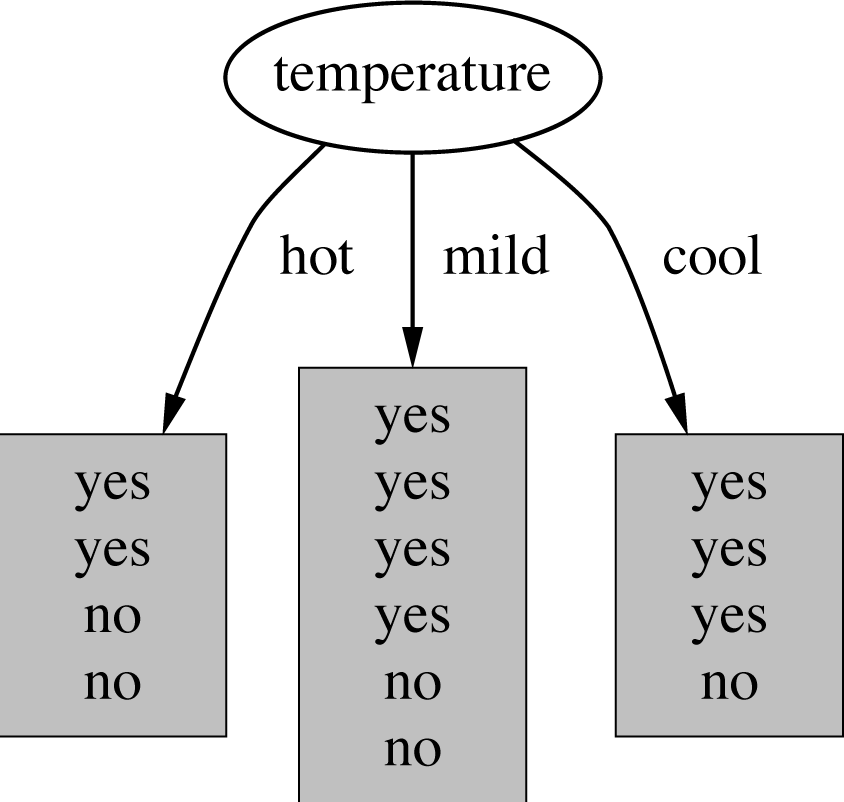 temperature
hot
mild
cool
yes
yes
no
no
yes
yes
yes
yes
no
no
yes
yes
yes
no